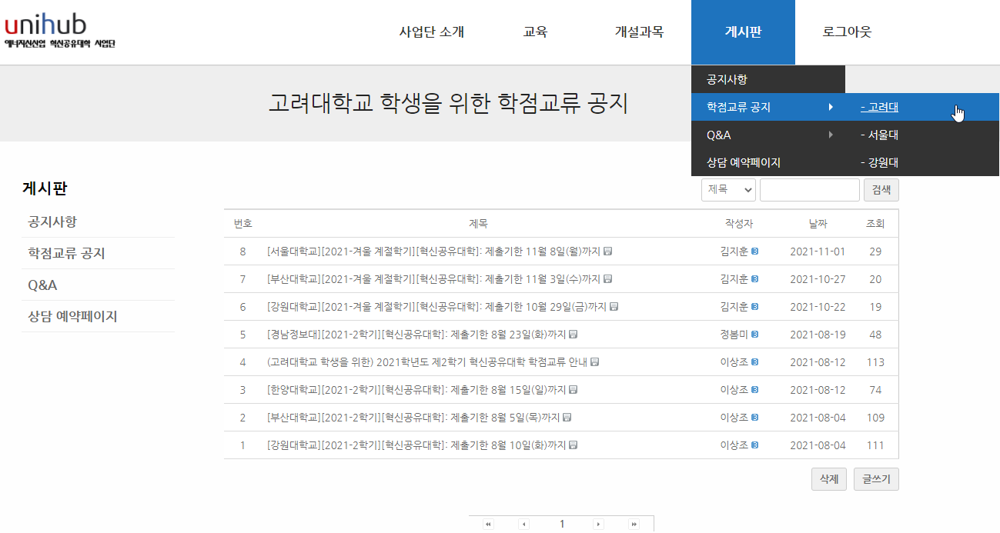 unihub
에너지신산업 혁신공유대학 사업단
사업단 소개 교육 개설과목 게시판 로그아웃
공지사항
학점교류 공지 - 고려대
Q&A - 서울대
상담 예약페이지 - 강원대
고려대학교 학생을 위한 학점교류 공지
게시판
공지사항
학점교류 공지
Q&A
상담 예약페이지
제목 검색
번호 제목 작성자 날짜 조회
8 [서울대학교][2021-겨울 계절학기][혁신공유대학]: 제출기한 11월 8일(월)까지 김지훈 3 2021-11-01 29
7 [부산대학교][2021-겨울 계절학기][혁신공유대학]: 제출기한 11월 3일(수)까지 김지훈 3 2021-10-27 20
6 [강원대학교][2021-겨울 계절학기][혁신공유대학]: 제출기한 10월 29일(금)까지 김지훈 3 2021-10-22 19
5 [경남정보대][2021-2학기][혁신공유대학]: 제출기한 8월 23일(화)까지 정봄미 3 2021-08-19 48
4 (고려대학교 학생을 위한) 2021학년도 제2학기 혁신공유대학 학점교류 안내 이상조 3 2021-08-12 113
3 [한양대학교][2021-2학기][혁신공유대학]: 제출기한 8월 15일(일)까지 이상조 3 2021-08-12 74
2 [부산대학교][2021-2학기][혁신공유대학]: 제출기한 8월 5일(목)까지 이상조 3 2021-08-04 109
1 [강원대학교][2021-2학기][혁신공유대학]: 제출기한 8월 10일(화)까지 이상조 3 2021-08-04 111
삭제 글쓰기
1